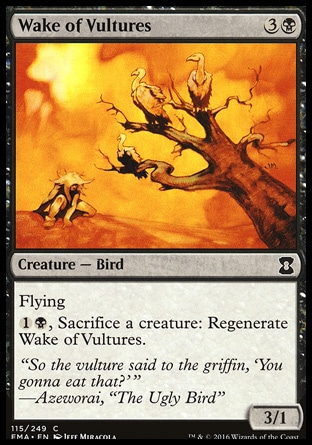 Wake of Vultures 3
Creature — Bird
Flying
1, Sacrifice a creature: Regenerate
Wake of Vultures.
“So the vulture said to the griffin, ‘You
gonna eat that?’”
—Azeworai, “The Ugly Bird”
3/1
115/249 C
EMA • EN Jeff Miracola
™ & © 2016 Wizards of the Coast